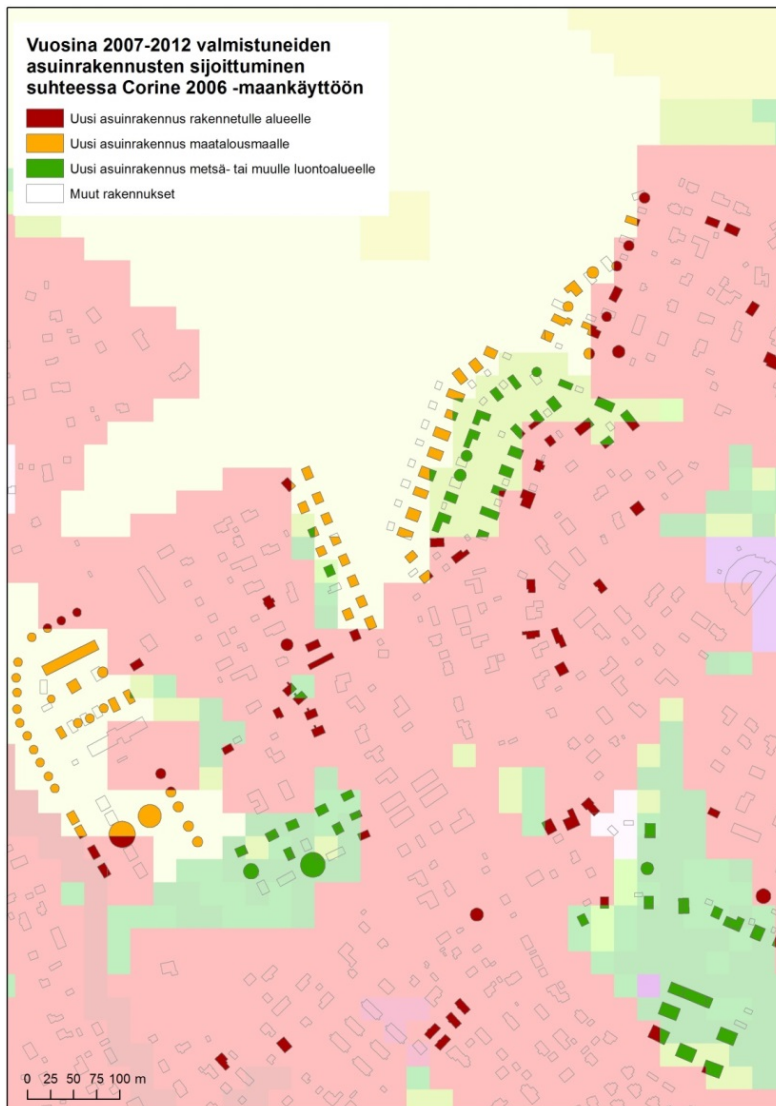 Vuosina 2007-2012 valmistuneiden
asuinrakennusten sijoittuminen
suhteessa Corine 2006 -maankäyttöön
Uusi asuinrakennus rakennetulle alueelle
Uusi asuinrakennus maatalousmaalle
Uusi asuinrakennus metsä- tai muulle luontoalueelle
Muut rakennukset
0 25 50 75 100 m